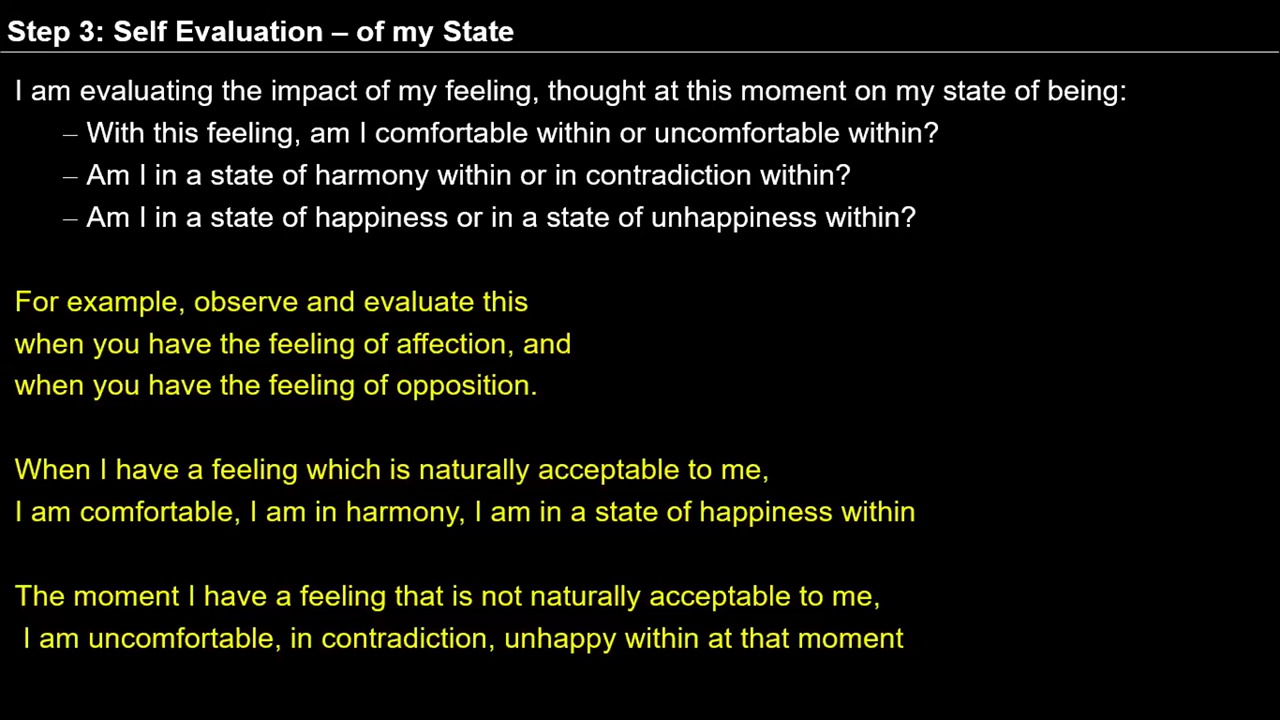 Step 3: Self Evaluation – of my State
I am evaluating the impact of my feeling, thought at this moment on my state of being:
– With this feeling, am I comfortable within or uncomfortable within?
– Am I in a state of harmony within or in contradiction within?
– Am I in a state of happiness or in a state of unhappiness within?
For example, observe and evaluate this
when you have the feeling of affection, and
when you have the feeling of opposition.
When I have a feeling which is naturally acceptable to me,
I am comfortable, I am in harmony, I am in a state of happiness within
The moment I have a feeling that is not naturally acceptable to me,
I am uncomfortable, in contradiction, unhappy within at that moment